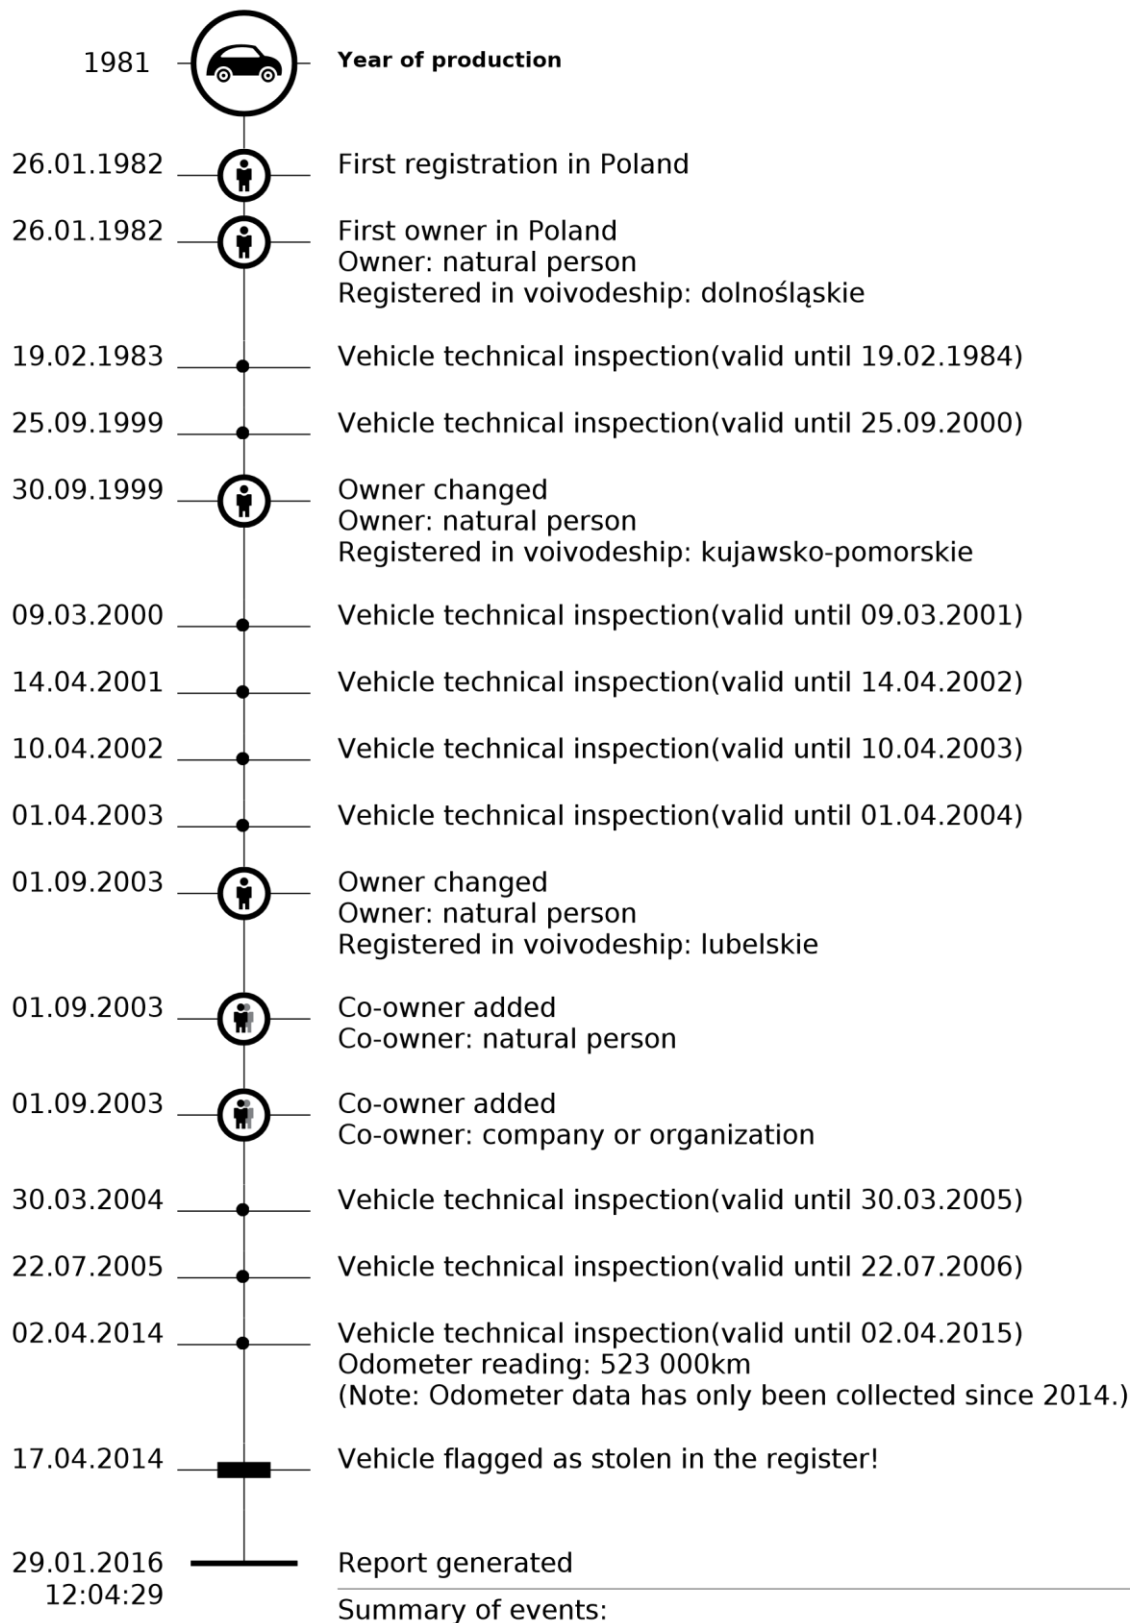 1981 Year of production
26.01.1982 First registration in Poland
26.01.1982 First owner in Poland
Owner: natural person
Registered in voivodeship: dolnośląskie
19.02.1983 Vehicle technical inspection(valid until 19.02.1984)
25.09.1999 Vehicle technical inspection(valid until 25.09.2000)
30.09.1999 Owner changed
Owner: natural person
Registered in voivodeship: kujawsko-pomorskie
09.03.2000 Vehicle technical inspection(valid until 09.03.2001)
14.04.2001 Vehicle technical inspection(valid until 14.04.2002)
10.04.2002 Vehicle technical inspection(valid until 10.04.2003)
01.04.2003 Vehicle technical inspection(valid until 01.04.2004)
01.09.2003 Owner changed
Owner: natural person
Registered in voivodeship: lubelskie
01.09.2003 Co-owner added
Co-owner: natural person
01.09.2003 Co-owner added
Co-owner: company or organization
30.03.2004 Vehicle technical inspection(valid until 30.03.2005)
22.07.2005 Vehicle technical inspection(valid until 22.07.2006)
02.04.2014 Vehicle technical inspection(valid until 02.04.2015)
Odometer reading: 523 000km
(Note: Odometer data has only been collected since 2014.)
17.04.2014 Vehicle flagged as stolen in the register!
29.01.2016 Report generated
12:04:29
Summary of events: